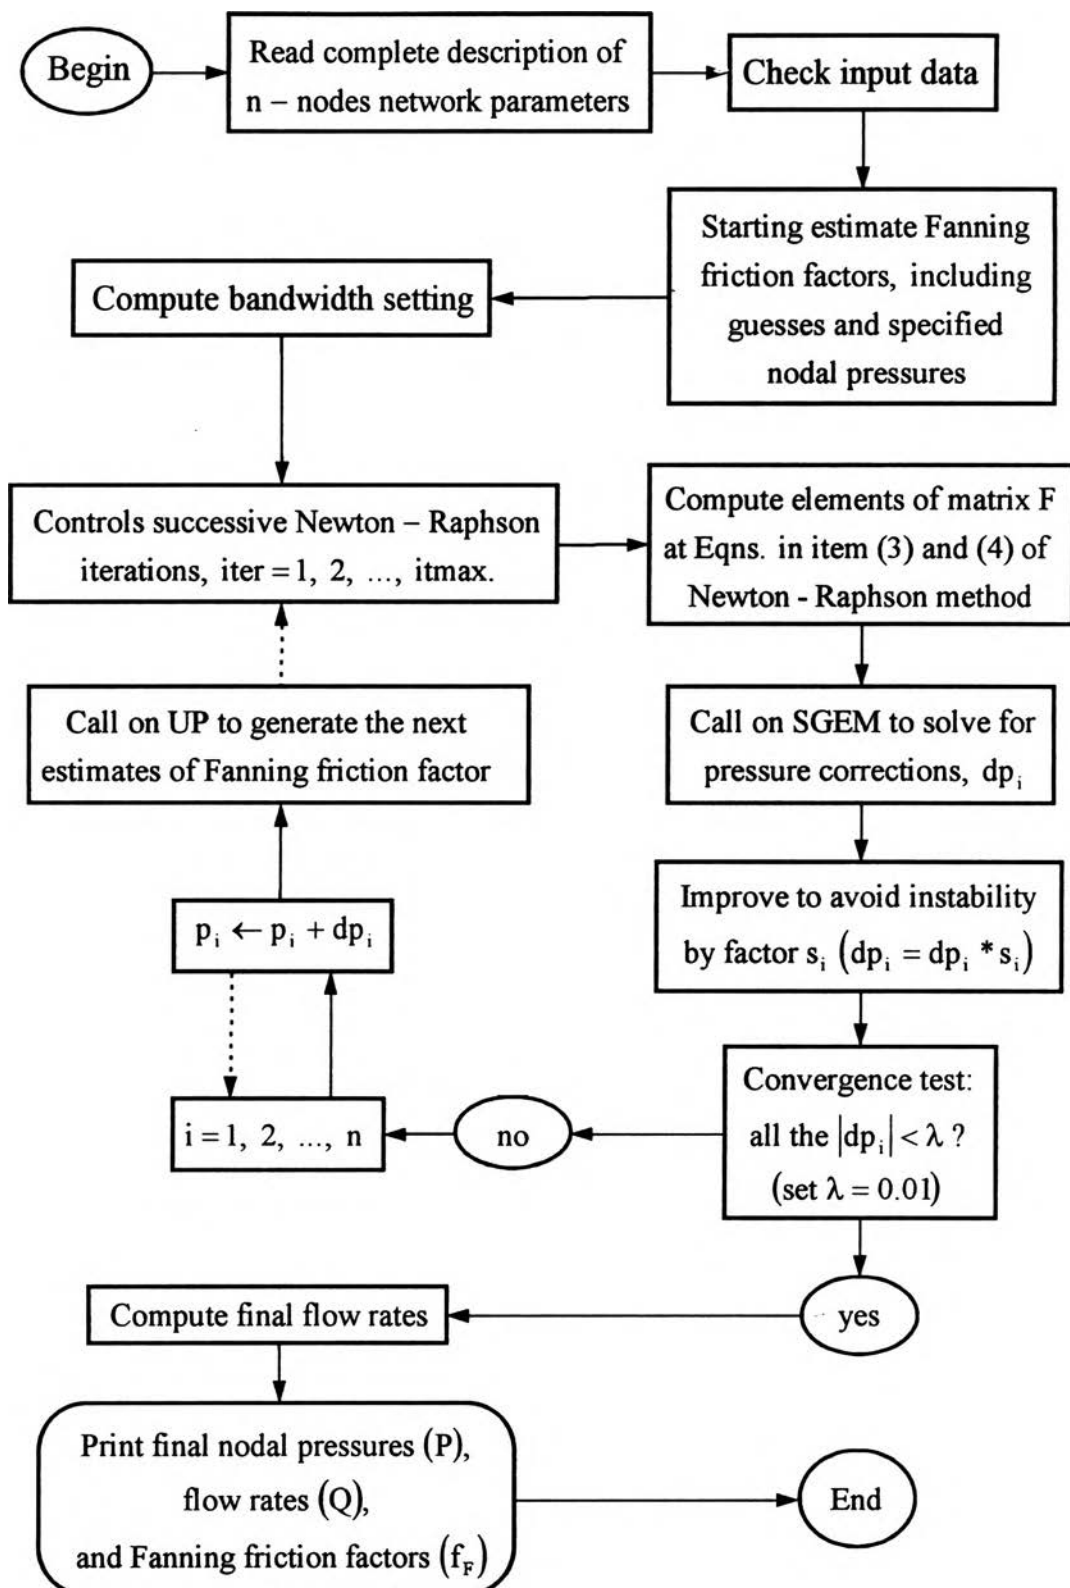 Begin
Read complete description of
n – nodes network parameters
Check input data
Starting estimate Fanning
friction factors, including
guesses and specified
nodal pressures
Compute bandwidth setting
Controls successive Newton – Raphson
iterations, iter = 1, 2, ..., itmax.
Compute elements of matrix F
at Eqns. in item (3) and (4) of
Newton - Raphson method
Call on SGEM to solve for
pressure corrections, dp_i
Improve to avoid instability
by factor s_i (dp_i = dp_i * s_i)
Convergence test:
all the |dp_i| < λ ?
(set λ = 0.01)
no
i = 1, 2, ..., n
p_i ← p_i + dp_i
Call on UP to generate the next
estimates of Fanning friction factor
yes
Compute final flow rates
Print final nodal pressures (P),
flow rates (Q),
and Fanning friction factors (f_F)
End